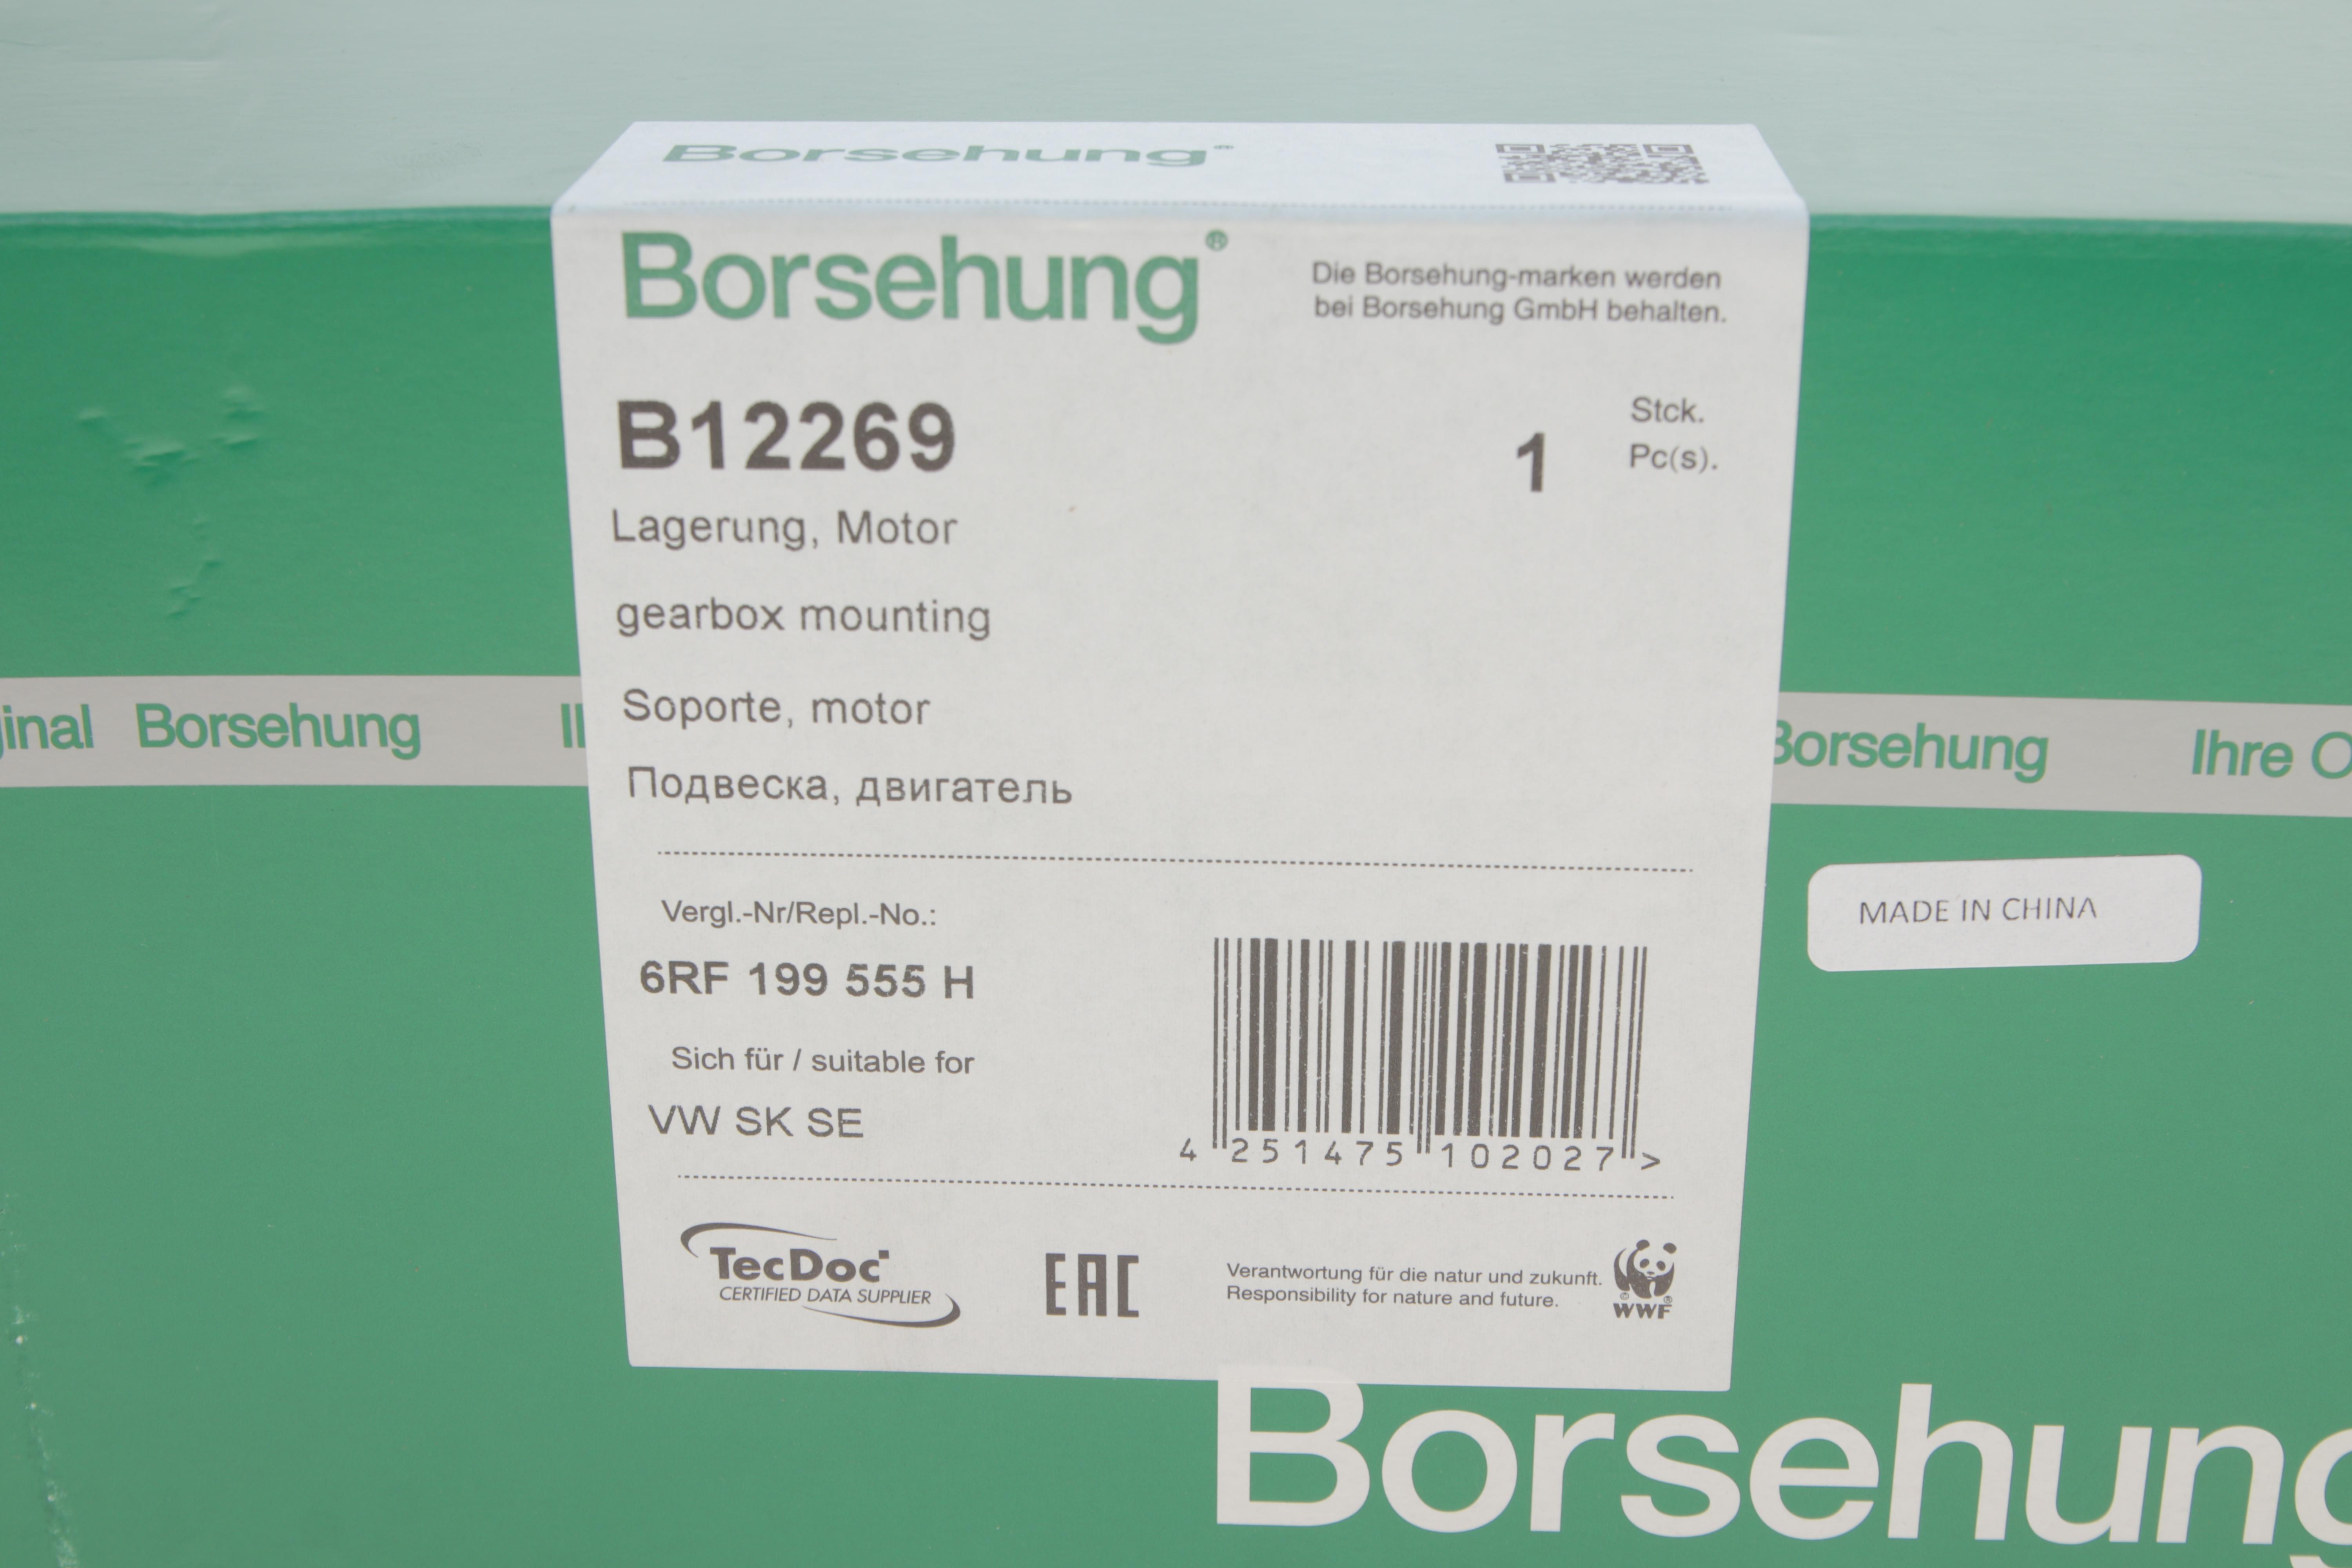 Borsehung™
Borsehung®
Die Borsehung-marken werden
bei Borsehung GmbH behalten.
B12269
1
Stck.
Pc(s).
Lagerung, Motor
gearbox mounting
Soporte, motor
Подвеска, двигатель
Borsehung
Borsehung
Ihre
MADE IN CHINA
Vergl.-Nr/Repl.-No.:
6RF 199 555 H
Sich für / suitable for
VW SK SE
4 251475 102027 >
TecDoc
CERTIFIED DATA SUPPLIER
EAC
Verantwortung für die natur und zukunft.
Responsibility for nature and future.
© ®
WWF
Borsehung